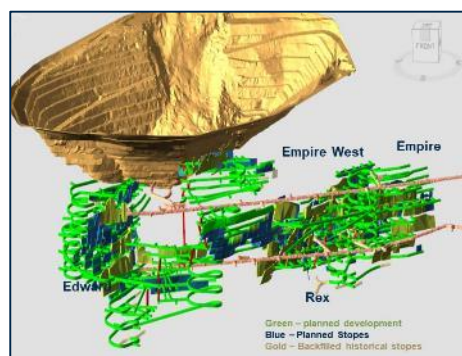 Empire West
Empire
Edward
Rex
Green – planned development
Blue – Planned Stopes
Gold – Backfilled historical stopes